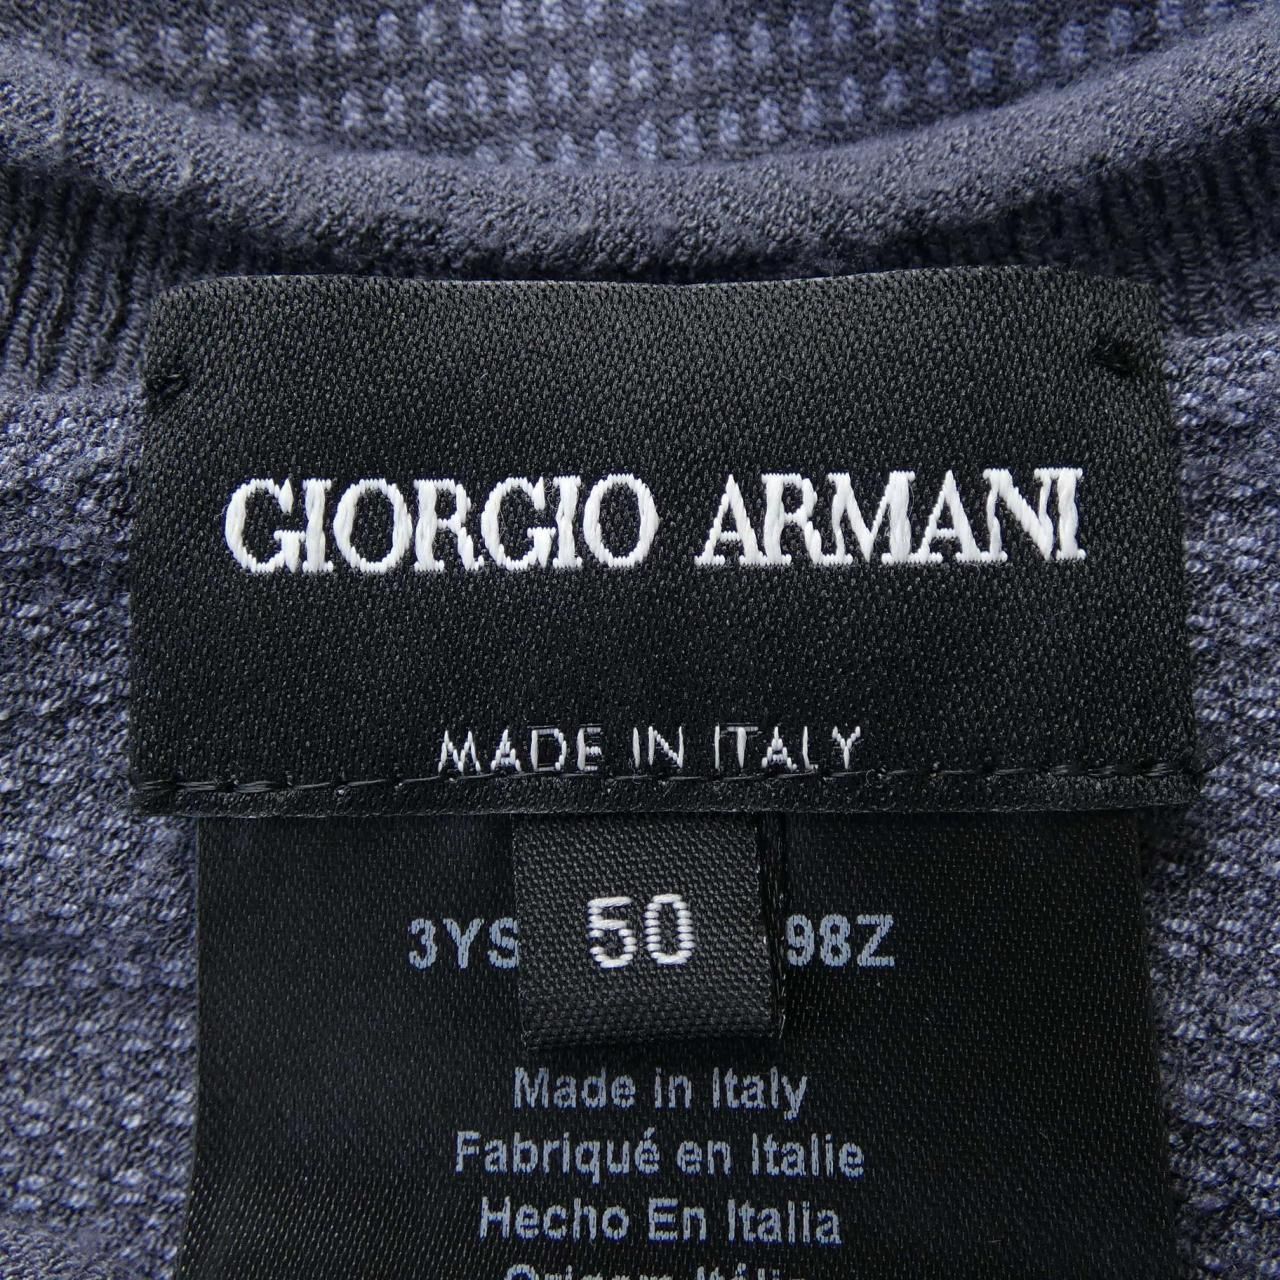 GIORGIO ARMANI
MADE IN ITALY
3YS 50 98Z
Made in Italy
Fabriqué en Italie
Hecho En Italia